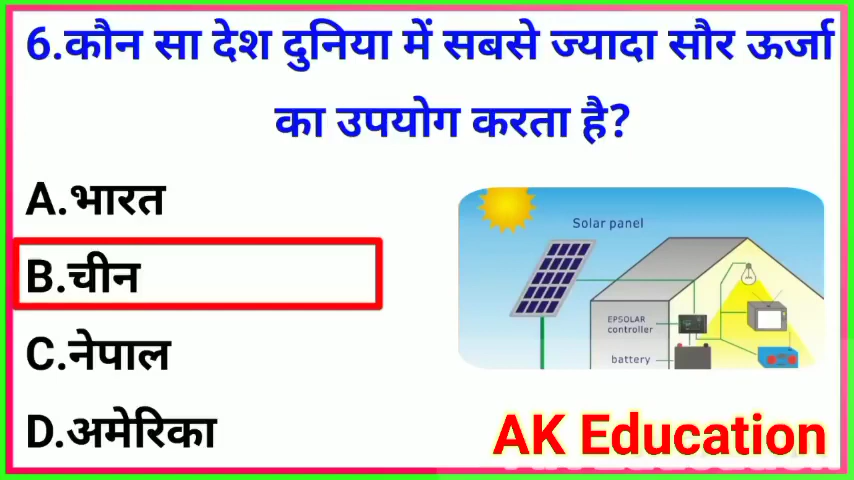 6.कौन सा देश दुनिया में सबसे ज्यादा सौर ऊर्जा
का उपयोग करता है?
A.भारत
B.चीन
C.नेपाल
D.अमेरिका
Solar panel
EPSOLAR
controller
battery
AK Education